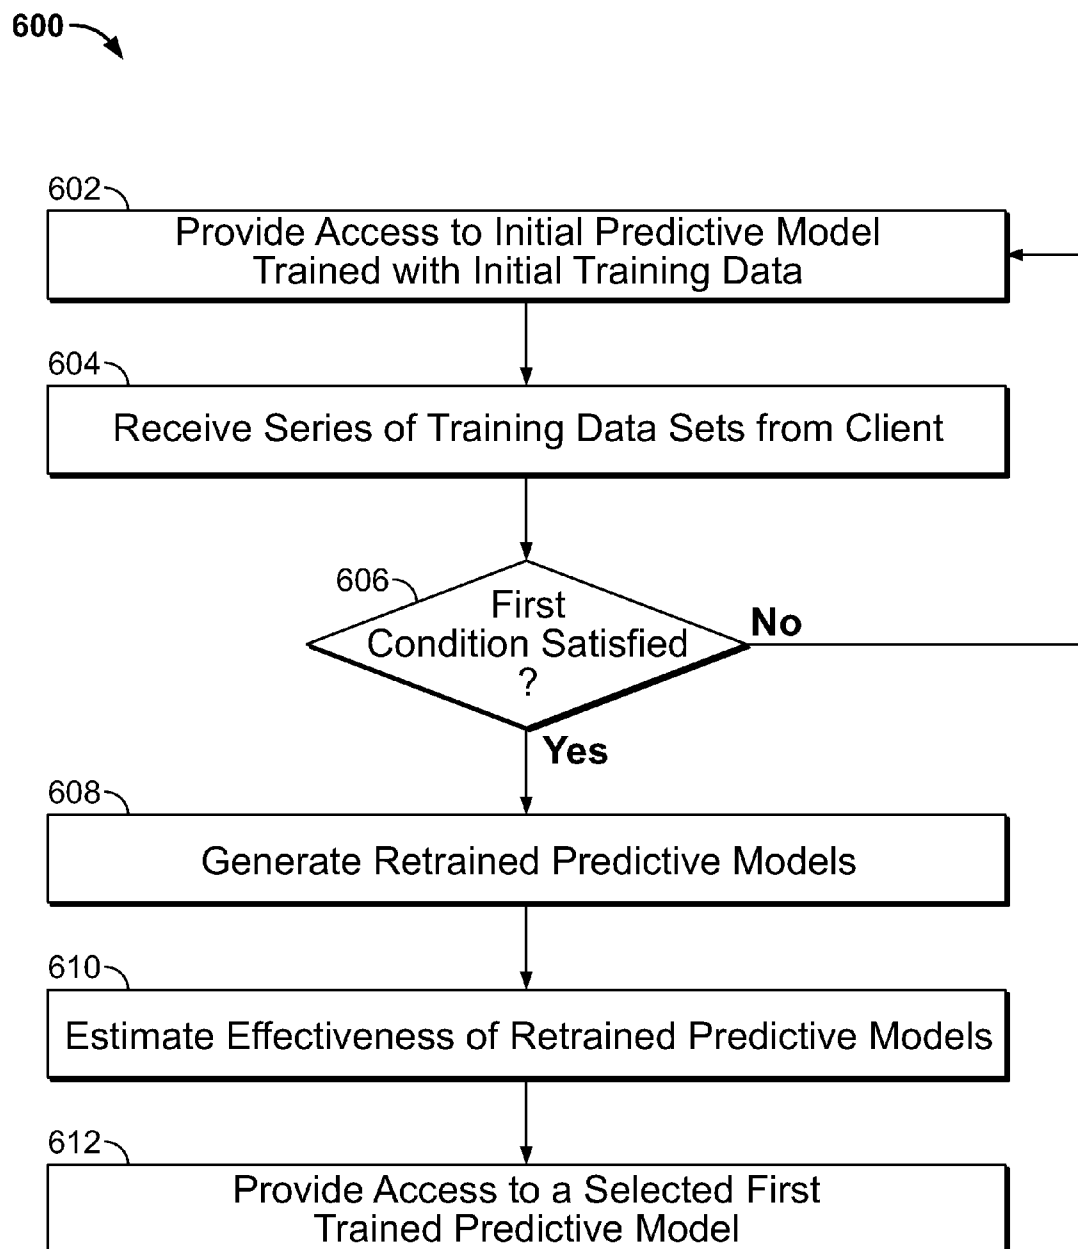 600
602
Provide Access to Initial Predictive Model
Trained with Initial Training Data
604
Receive Series of Training Data Sets from Client
606
First
Condition Satisfied
?
No
Yes
608
Generate Retrained Predictive Models
610
Estimate Effectiveness of Retrained Predictive Models
612
Provide Access to a Selected First
Trained Predictive Model